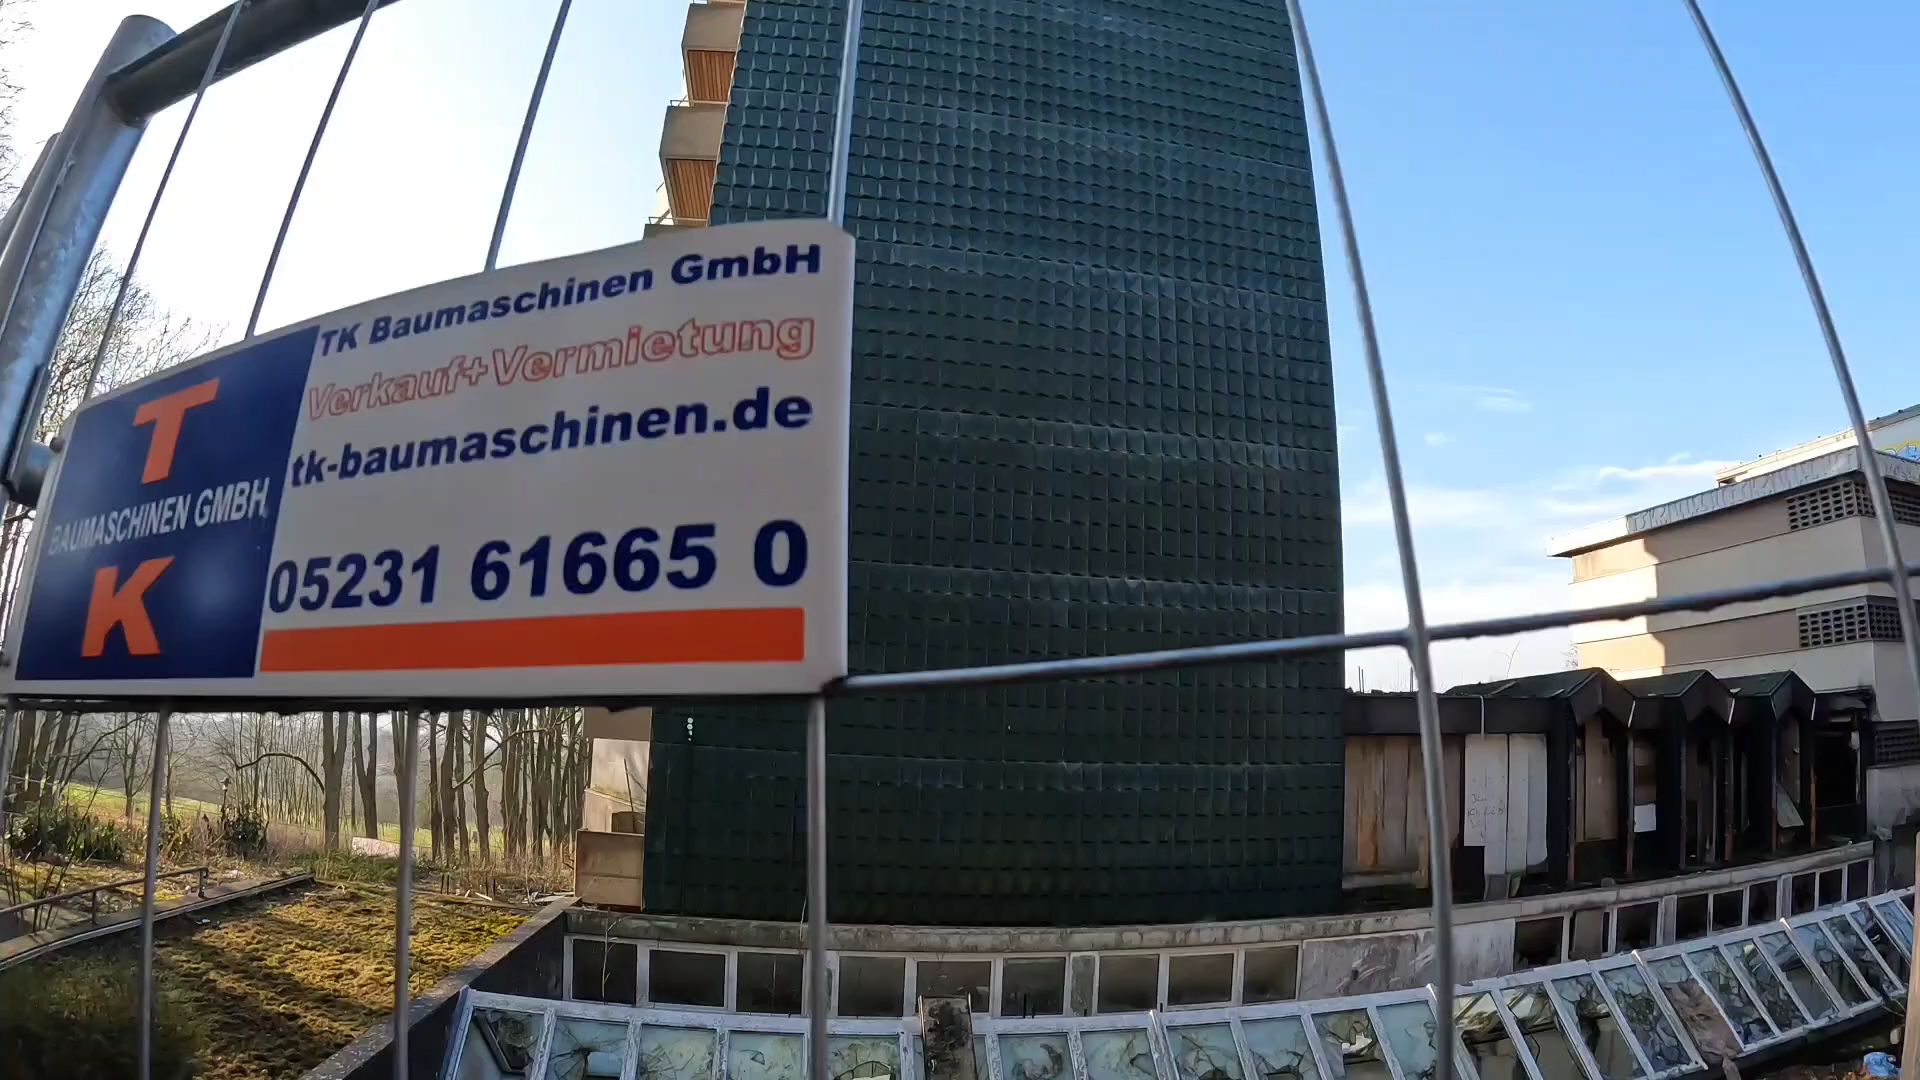 T
BAUMASCHINEN GMBH
K
TK Baumaschinen GmbH
Verkauf+Vermietung
tk-baumaschinen.de
05231 61665 0